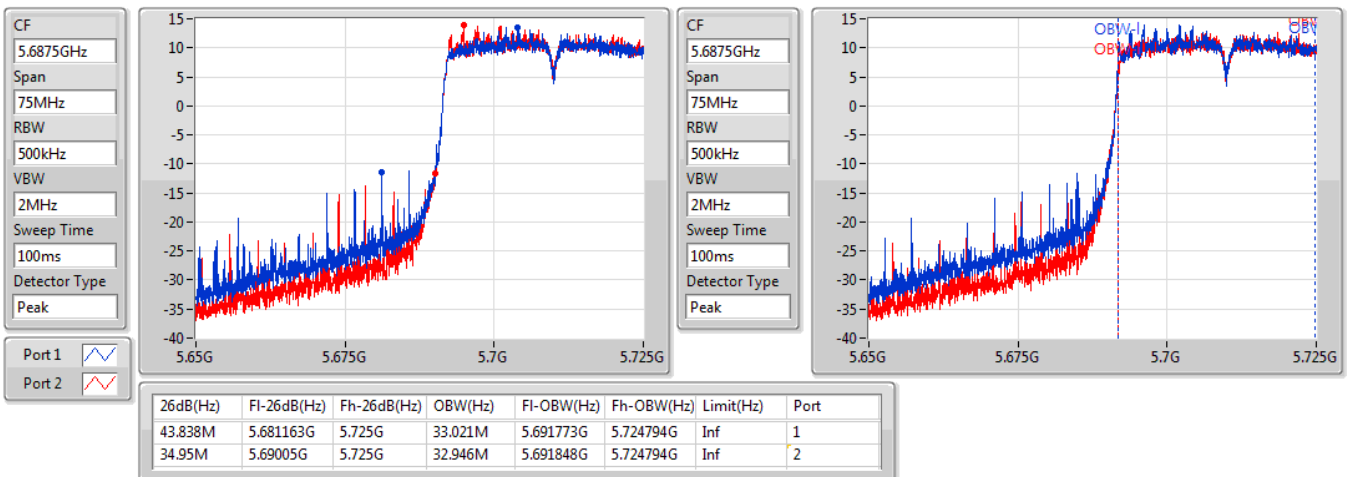 CF
5.6875GHz
Span
75MHz
RBW
500kHz
VBW
2MHz
Sweep Time
100ms
Detector Type
Peak
Port 1
Port 2
15
10
5
0
-5
-10
-15
-20
-25
-30
-35
-40
5.65G 5.675G 5.7G 5.725G
CF
5.6875GHz
Span
75MHz
RBW
500kHz
VBW
2MHz
Sweep Time
100ms
Detector Type
Peak
15
10
5
0
-5
-10
-15
-20
-25
-30
-35
-40
OBW-l
5.65G 5.675G 5.7G 5.725G
26dB(Hz) Fl-26dB(Hz) Fh-26dB(Hz) OBW(Hz) Fl-OBW(Hz) Fh-OBW(Hz) Limit(Hz) Port
43.838M 5.681163G 5.725G 33.021M 5.691773G 5.724794G Inf 1
34.95M 5.69005G 5.725G 32.946M 5.691848G 5.724794G Inf 2